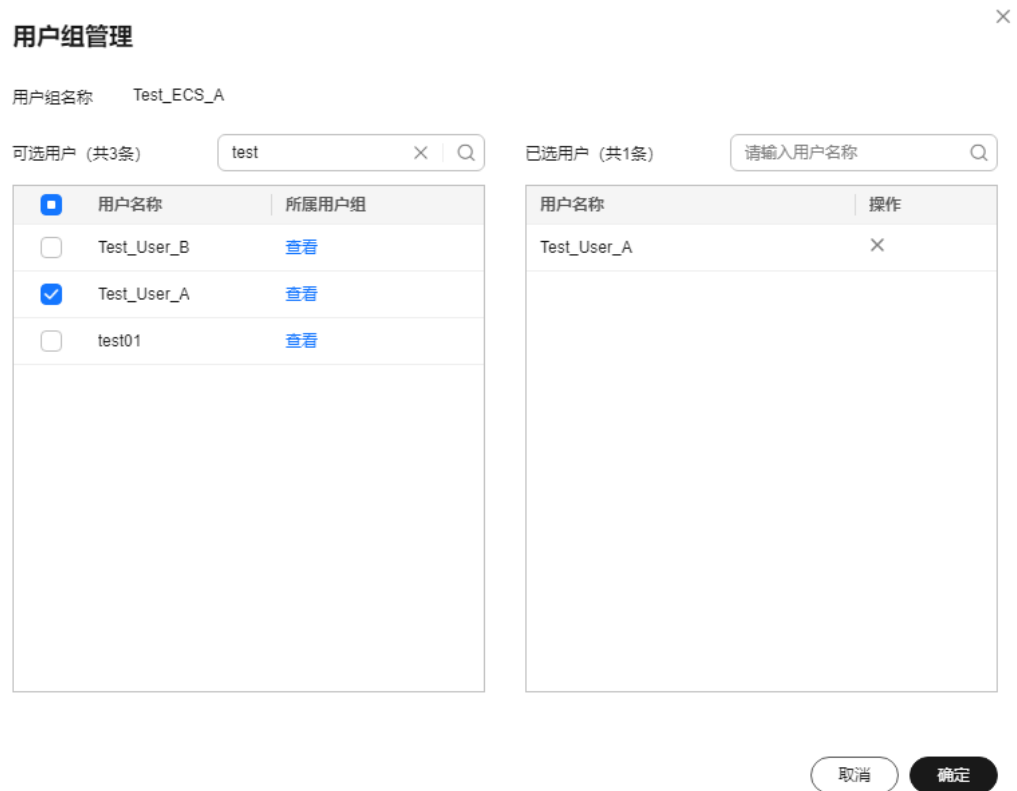 用户组管理
用户组名称 Test_ECS_A
可选用户（共3条） test
用户名称 所属用户组
Test_User_B 查看
Test_User_A 查看
test01 查看
已选用户（共1条） 请输入用户名称
用户名称 操作
Test_User_A
取消 确定